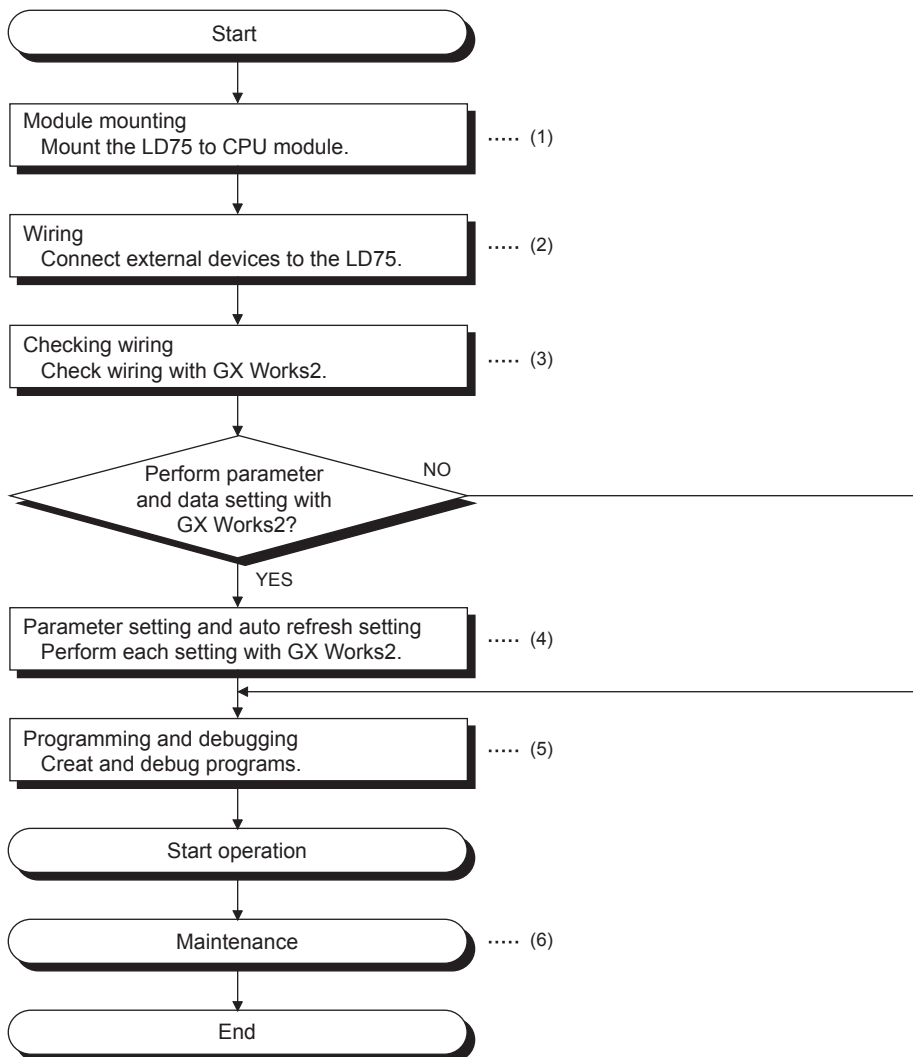 Start
Module mounting
Mount the LD75 to CPU module.
..... (1)
Wiring
Connect external devices to the LD75.
..... (2)
Checking wiring
Check wiring with GX Works2.
..... (3)
Perform parameter
and data setting with
GX Works2?
NO
YES
Parameter setting and auto refresh setting
Perform each setting with GX Works2.
..... (4)
Programming and debugging
Creat and debug programs.
..... (5)
Start operation
Maintenance
..... (6)
End